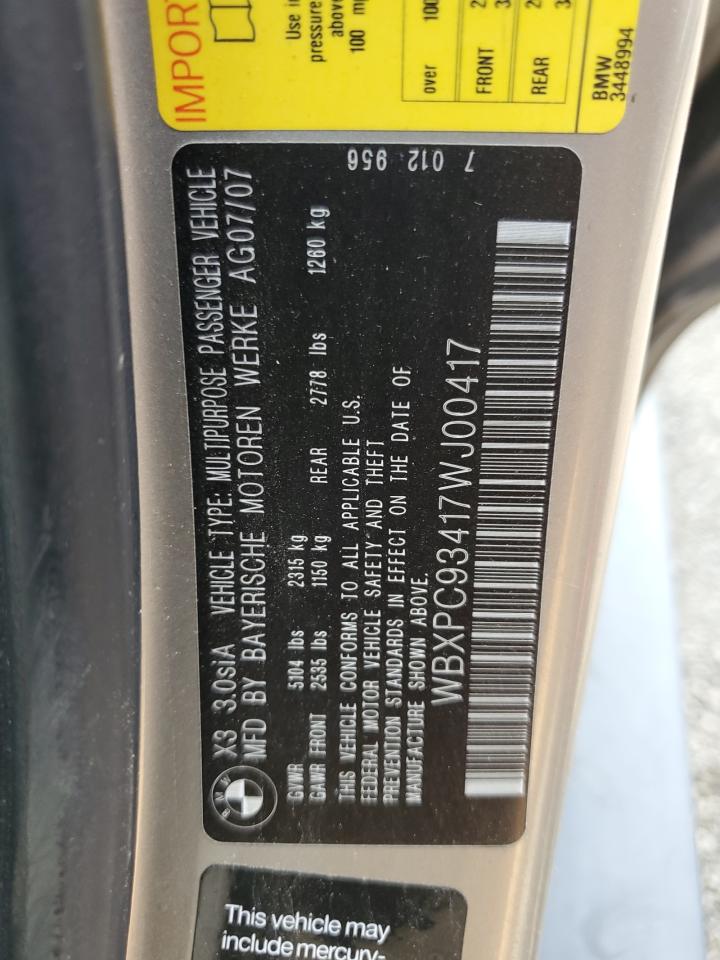 IMPOR
Use in
pressure
above
100 mp
over 100
FRONT
REAR
BMW
3448994
7 012 956
X3 3.0siA VEHICLE TYPE: MULTIPURPOSE PASSENGER VEHICLE
MFD BY BAYERISCHE MOTOREN WERKE AG07/07
GVWR 5104 lbs 2315 kg
GAWR FRONT 2535 lbs 1150 kg REAR 2778 lbs 1260 kg
THIS VEHICLE CONFORMS TO ALL APPLICABLE U.S.
FEDERAL MOTOR VEHICLE SAFETY AND THEFT
PREVENTION STANDARDS IN EFFECT ON THE DATE OF
MANUFACTURE SHOWN ABOVE.
WBXPC93417WJ00417
BMW
This vehicle may
include mercury-